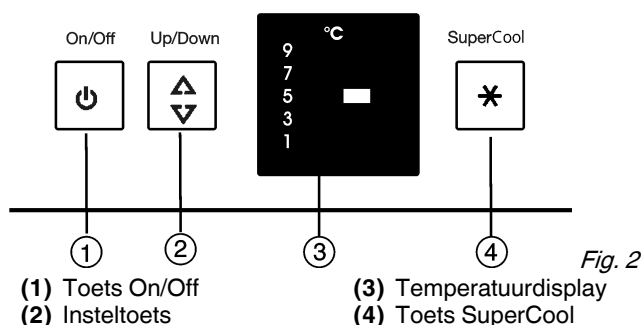 On/Off Up/Down SuperCool
°C
9
7
5
3
1
1 2 3 4
Fig. 2
(1) Toets On/Off (3) Temperatuurdisplay
(2) Insteltoets (4) Toets SuperCool